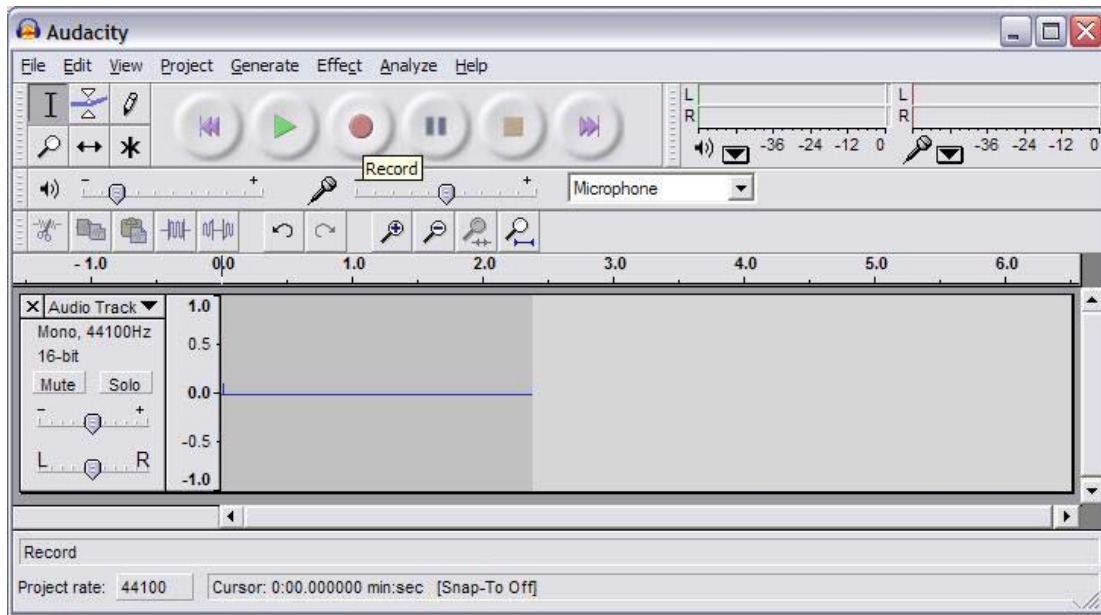 Audacity
File Edit View Project Generate Effect Analyze Help
L
R
-36 -24 -12 0
L
R
-36 -24 -12 0
Record
- + - + Microphone
- 1.0 0.0 1.0 2.0 3.0 4.0 5.0 6.0
X Audio Track
Mono, 44100Hz
16-bit
Mute Solo
- +
L R
1.0
0.5
0.0
-0.5
-1.0
Record
Project rate: 44100 Cursor: 0:00.000000 min:sec [Snap-To Off]